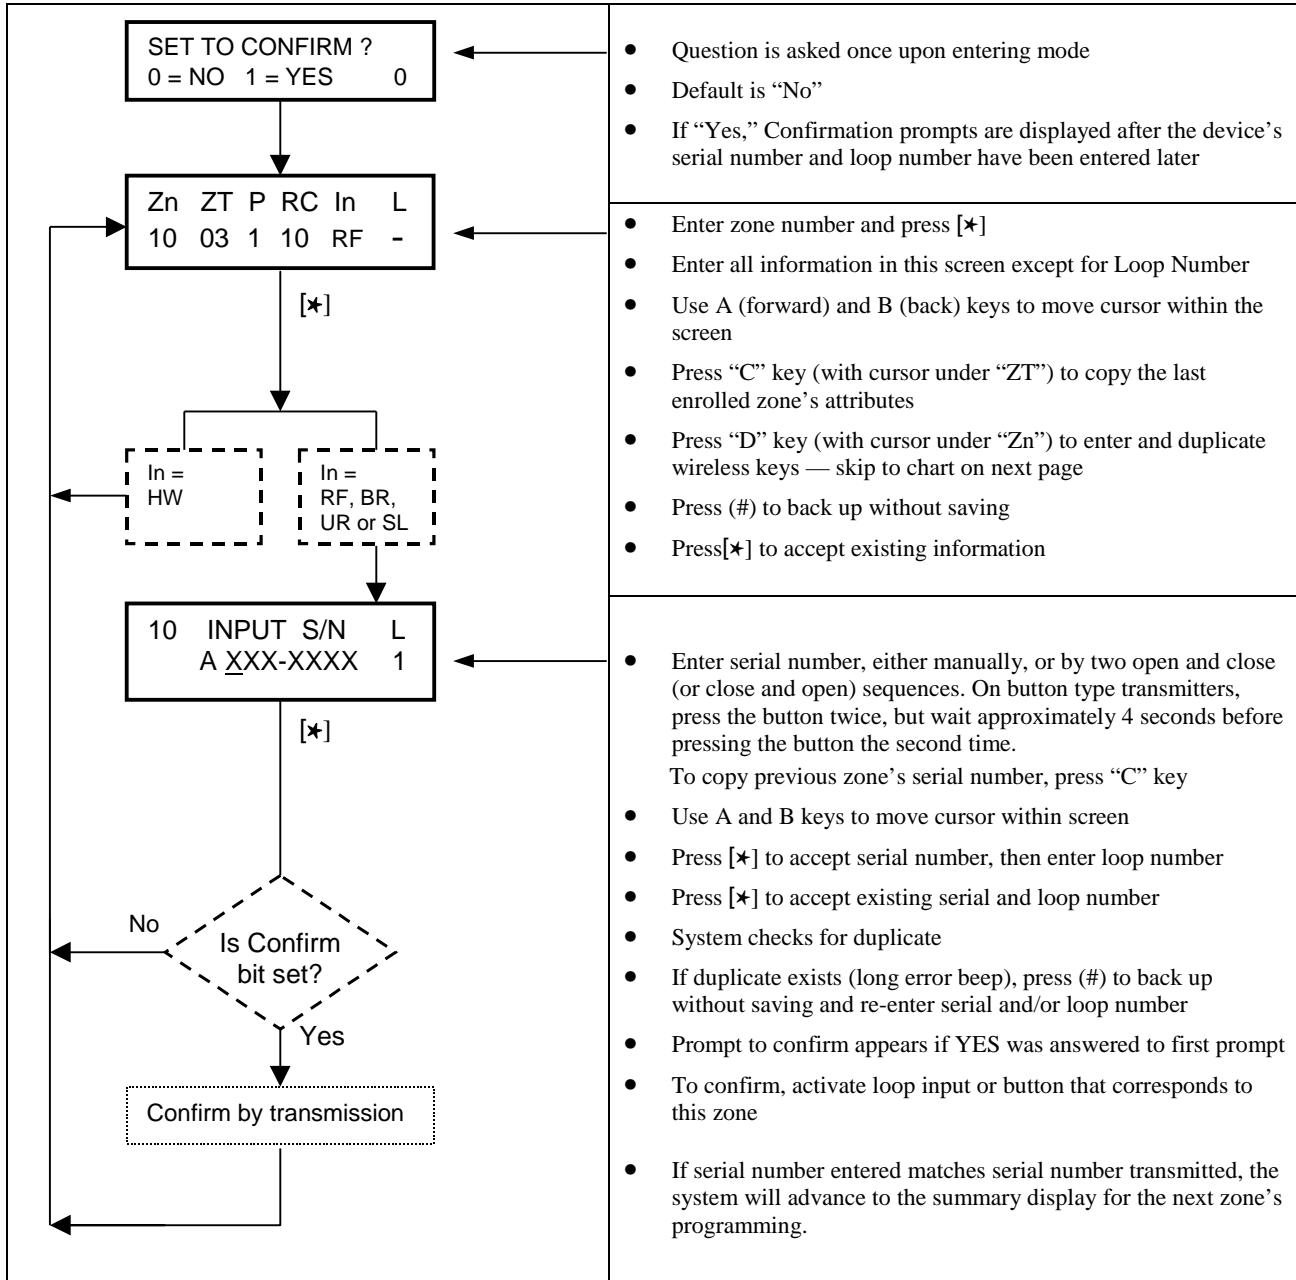 SET TO CONFIRM ?
0 = NO 1 = YES 0
• Question is asked once upon entering mode
• Default is “No”
• If “Yes,” Confirmation prompts are displayed after the device’s
serial number and loop number have been entered later
Zn ZT P RC In L
10 03 1 10 RF -
[✶]
• Enter zone number and press [✶]
• Enter all information in this screen except for Loop Number
• Use A (forward) and B (back) keys to move cursor within the
screen
• Press “C” key (with cursor under “ZT”) to copy the last
enrolled zone’s attributes
• Press “D” key (with cursor under “Zn”) to enter and duplicate
wireless keys — skip to chart on next page
• Press (#) to back up without saving
• Press[✶] to accept existing information
In =
HW
In =
RF, BR,
UR or SL
10 INPUT S/N L
A XXX-XXXX 1
[✶]
• Enter serial number, either manually, or by two open and close
(or close and open) sequences. On button type transmitters,
press the button twice, but wait approximately 4 seconds before
pressing the button the second time.
To copy previous zone’s serial number, press “C” key
• Use A and B keys to move cursor within screen
• Press [✶] to accept serial number, then enter loop number
• Press [✶] to accept existing serial and loop number
• System checks for duplicate
• If duplicate exists (long error beep), press (#) to back up
without saving and re-enter serial and/or loop number
• Prompt to confirm appears if YES was answered to first prompt
• To confirm, activate loop input or button that corresponds to
this zone
• If serial number entered matches serial number transmitted, the
system will advance to the summary display for the next zone’s
programming.
No
Is Confirm
bit set?
Yes
Confirm by transmission